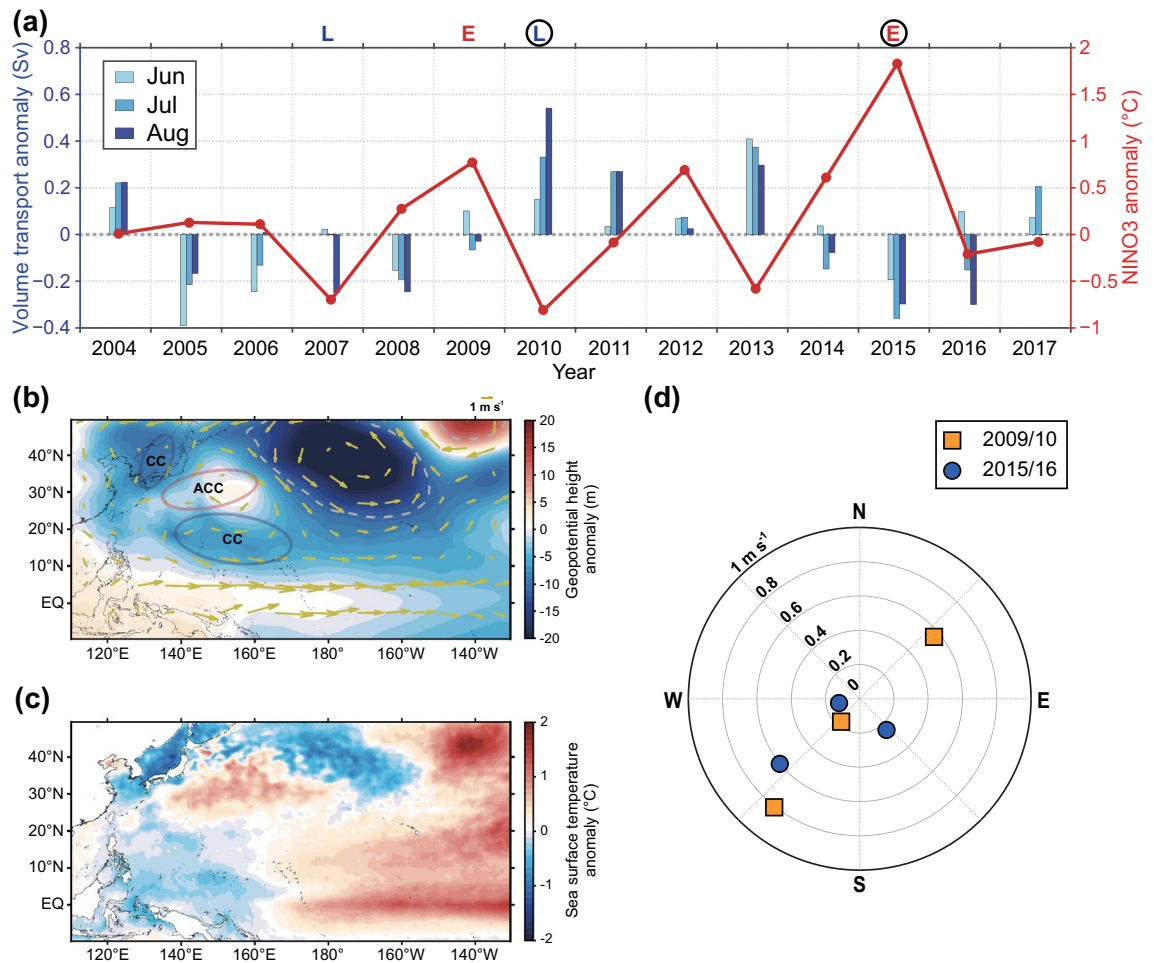 (a)
L E L E
Volume transport anomaly (Sv)
0.8
0.6
0.4
0.2
0
−0.2
−0.4
Jun
Jul
Aug
2
1.5
1
0.5
0
−0.5
−1
NINO3 anomaly (°C)
2004 2005 2006 2007 2008 2009 2010 2011 2012 2013 2014 2015 2016 2017
Year
(b)
1 m s-1
40°N
30°N
20°N
10°N
EQ
CC
ACC
CC
120°E 140°E 160°E 180° 160°W 140°W
20
15
10
5
0
-5
-10
-15
-20
Geopotential height
anomaly (m)
(c)
40°N
30°N
20°N
10°N
EQ
120°E 140°E 160°E 180° 160°W 140°W
2
1
0
-1
-2
Sea surface temperature
anomaly (°C)
(d)
2009/10
2015/16
N
1 m s-1
0.8
0.6
0.4
0.2
0
W
E
S